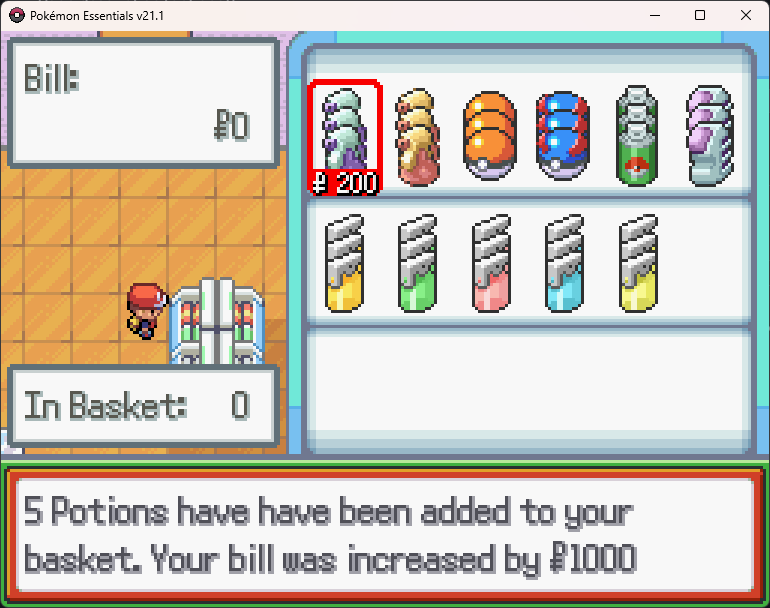 Pokémon Essentials v21.1
Bill:
₽0
₽ 200
In Basket: 0
5 Potions have have been added to your
basket. Your bill was increased by ₽1000